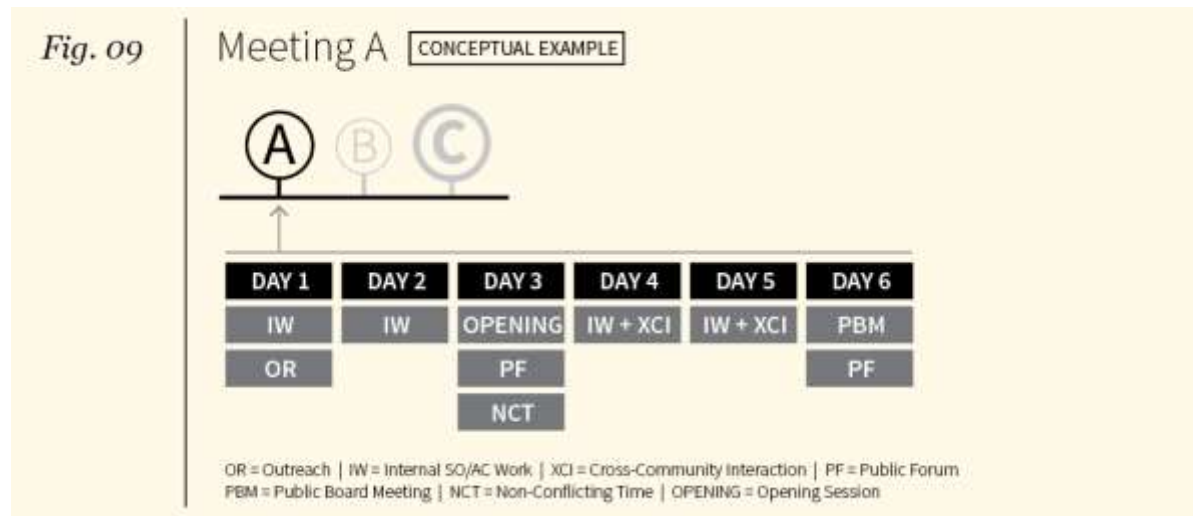 Fig. 09
Meeting A CONCEPTUAL EXAMPLE
A B C
DAY 1 DAY 2 DAY 3 DAY 4 DAY 5 DAY 6
IW IW OPENING IW + XCI IW + XCI PBM
OR PF PF
NCT
OR = Outreach | IW = Internal SO/AC Work | XCI = Cross-Community Interaction | PF = Public Forum
PBM = Public Board Meeting | NCT = Non-Conflicting Time | OPENING = Opening Session